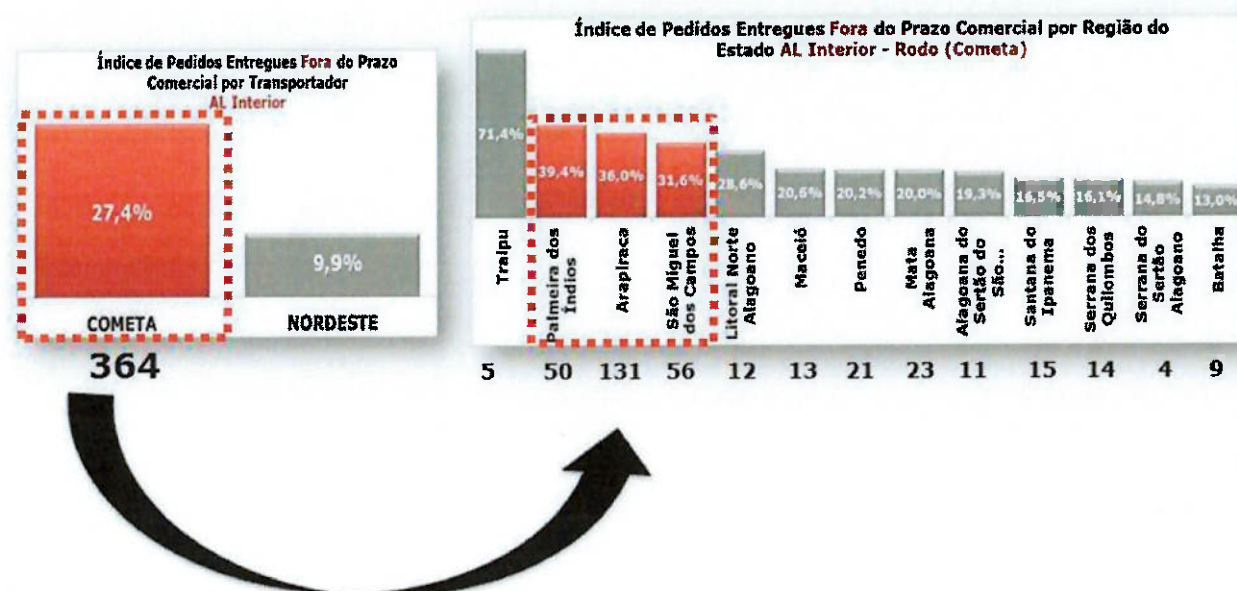 Índice de Pedidos Entregues Fora do Prazo
Comercial por Transportador
AL Interior
27,4%
9,9%
COMETA
NORDESTE
364
Índice de Pedidos Entregues Fora do Prazo Comercial por Região do
Estado AL Interior - Rodo (Cometa)
71,4%
39,4%
36,0%
31,6%
28,6%
20,6%
20,2%
20,0%
19,3%
16,5%
16,1%
14,8%
13,0%
Traipu
Palmeira dos
Índios
Arapiraca
São Miguel
dos Campos
Litoral Norte
Alagoano
Maceió
Penedo
Mata
Alagoana
Alagoana do
Sertão do
São...
Santana do
Ipanema
Serrana dos
Quilombos
Serrana do
Sertão
Alagoano
Batalha
5
50
131
56
12
13
21
23
11
15
14
4
9